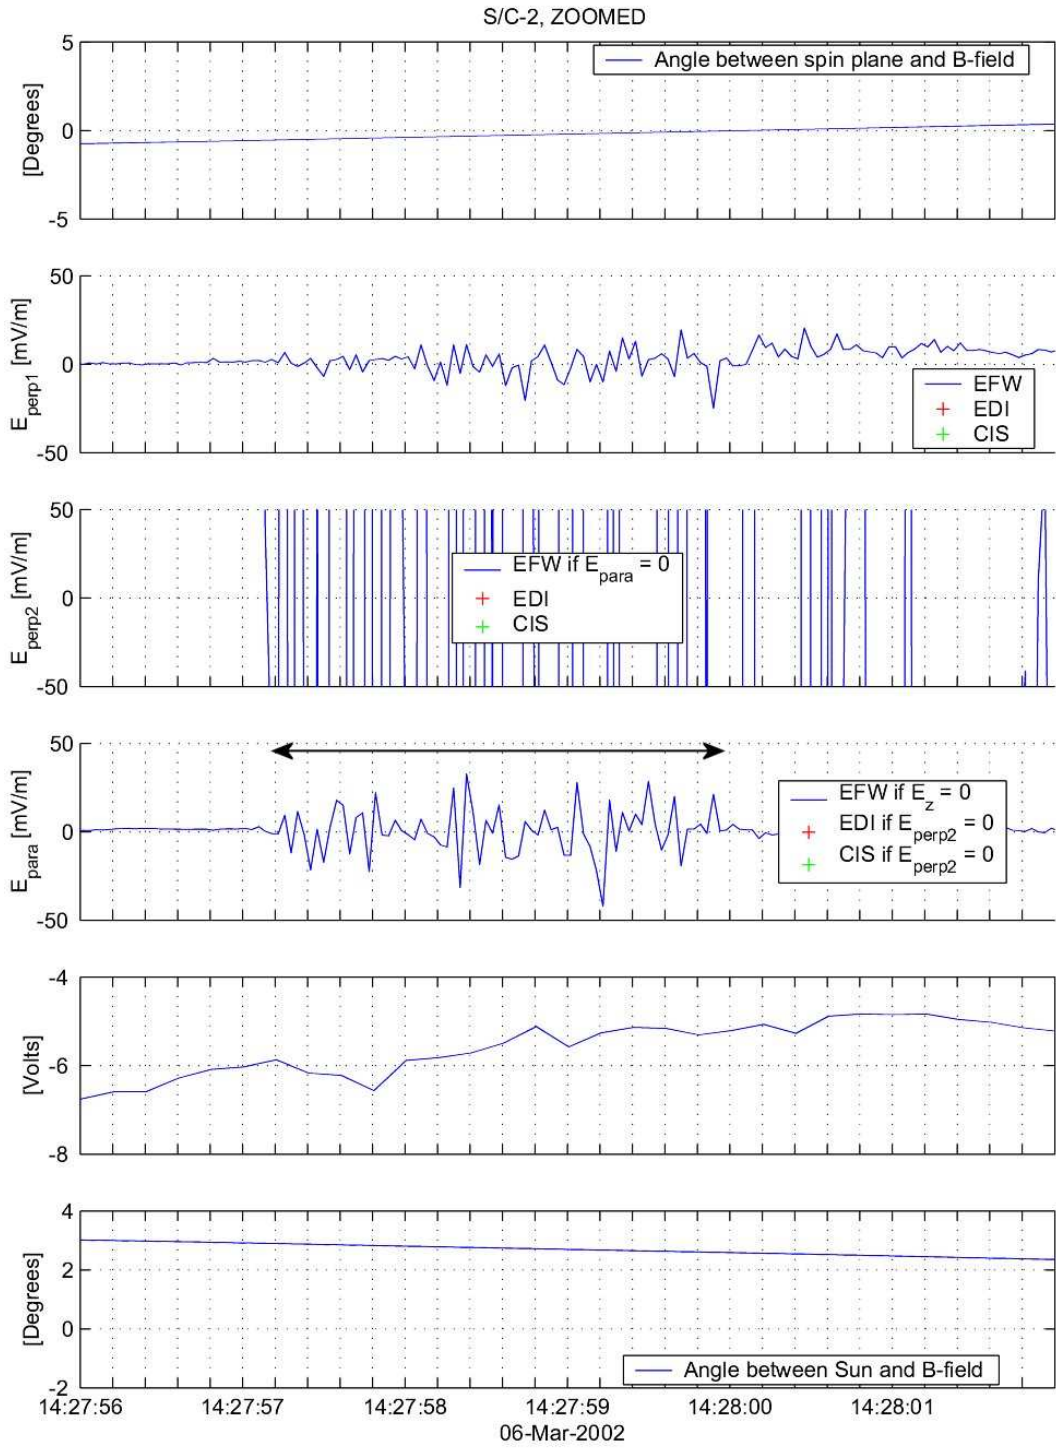 S/C-2, ZOOMED
5
0
-5
[Degrees]
Angle between spin plane and B-field
50
0
-50
E_perp1 [mV/m]
EFW
EDI
CIS
50
0
-50
E_perp2 [mV/m]
EFW if E_para = 0
EDI
CIS
50
0
-50
E_para [mV/m]
EFW if E_z = 0
EDI if E_perp2 = 0
CIS if E_perp2 = 0
-4
-6
-8
[Volts]
4
2
0
-2
[Degrees]
Angle between Sun and B-field
14:27:56 14:27:57 14:27:58 14:27:59 14:28:00 14:28:01
06-Mar-2002